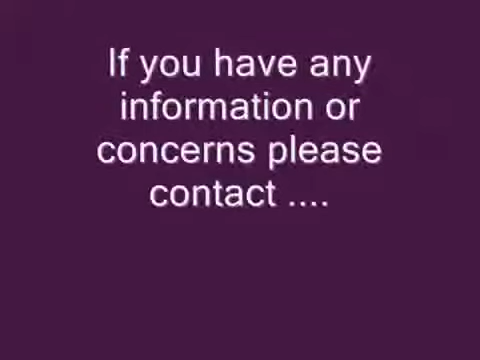 If you have any
information or
concerns please
contact ....